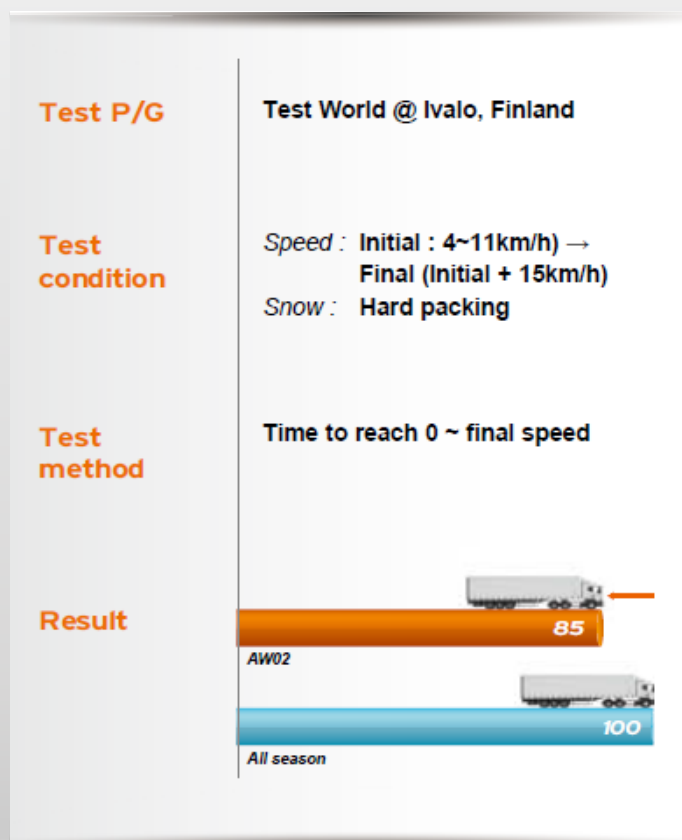 Test P/G
Test World @ Ivalo, Finland
Test
condition
Speed : Initial : 4~11km/h) →
Final (Initial + 15km/h)
Snow : Hard packing
Test
method
Time to reach 0 ~ final speed
Result
85
AW02
100
All season